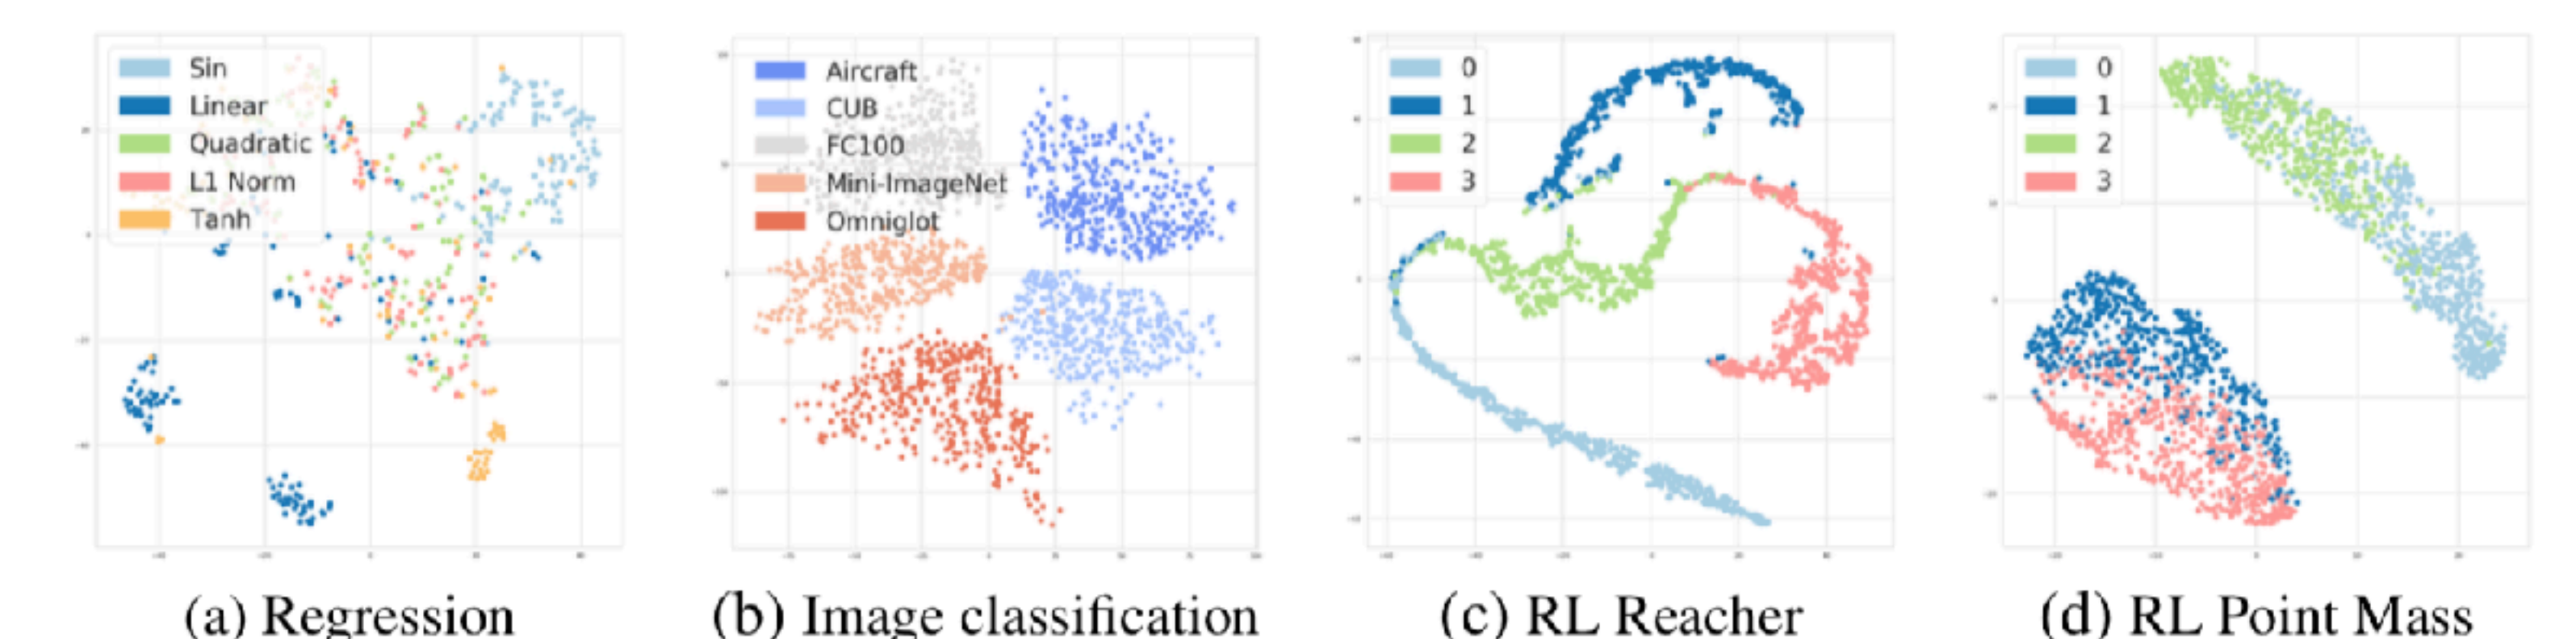 Sin
Linear
Quadratic
L1 Norm
Tanh
Aircraft
CUB
FC100
Mini-ImageNet
Omniglot
0
1
2
3
0
1
2
3
(a) Regression
(b) Image classification
(c) RL Reacher
(d) RL Point Mass